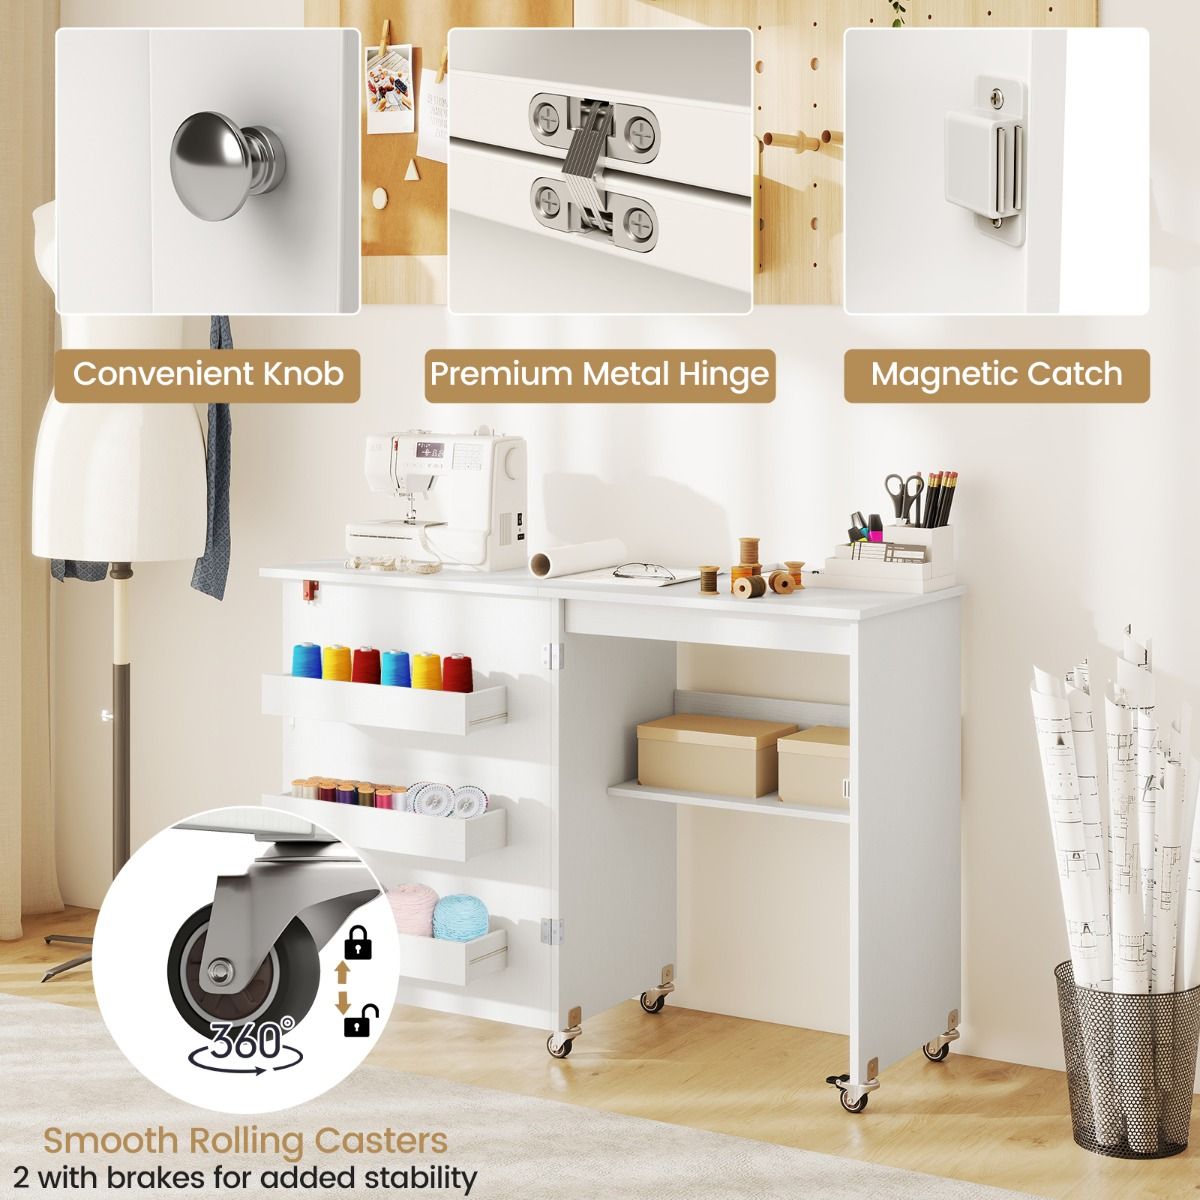 Convenient Knob
Premium Metal Hinge
Magnetic Catch
360°
Smooth Rolling Casters
2 with brakes for added stability